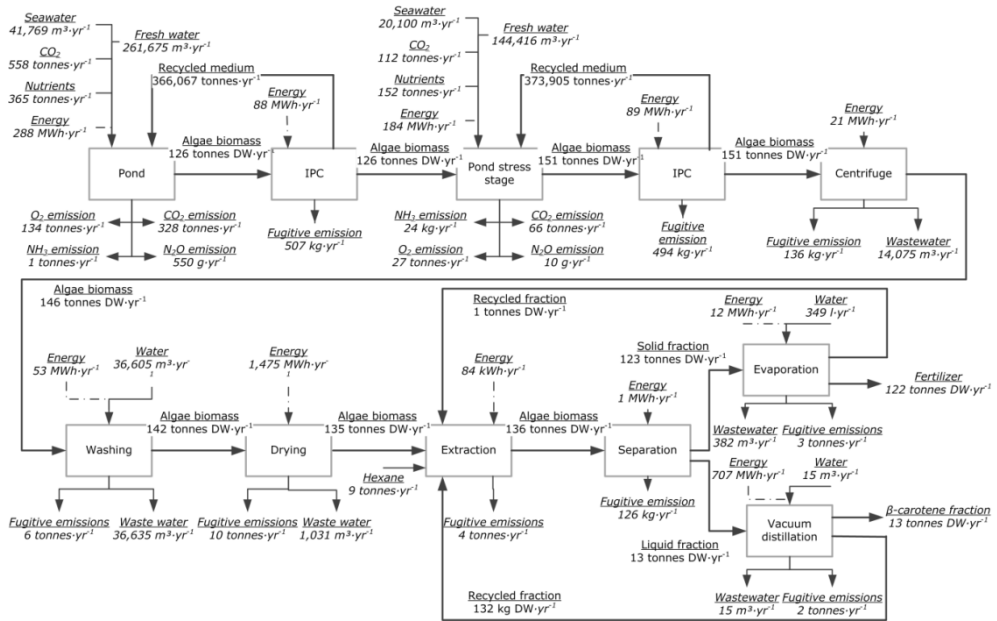 Seawater
41,769 m³·yr⁻¹
Fresh water
261,675 m³·yr⁻¹
CO₂
558 tonnes·yr⁻¹
Nutrients
365 tonnes·yr⁻¹
Energy
288 MWh·yr⁻¹
Recycled medium
366,067 tonnes·yr⁻¹
Energy
88 MWh·yr⁻¹
Seawater
20,100 m³·yr⁻¹
Fresh water
144,416 m³·yr⁻¹
CO₂
112 tonnes·yr⁻¹
Nutrients
152 tonnes·yr⁻¹
Energy
184 MWh·yr⁻¹
Recycled medium
373,905 tonnes·yr⁻¹
Energy
89 MWh·yr⁻¹
Energy
21 MWh·yr⁻¹
Pond
Algae biomass
126 tonnes DW·yr⁻¹
IPC
Algae biomass
126 tonnes DW·yr⁻¹
Pond stress
stage
Algae biomass
151 tonnes DW·yr⁻¹
IPC
Algae biomass
151 tonnes DW·yr⁻¹
Centrifuge
O₂ emission
134 tonnes·yr⁻¹
CO₂ emission
328 tonnes·yr⁻¹
NH₃ emission
1 tonnes·yr⁻¹
N₂O emission
550 g·yr⁻¹
Fugitive emission
507 kg·yr⁻¹
NH₃ emission
24 kg·yr⁻¹
CO₂ emission
66 tonnes·yr⁻¹
O₂ emission
27 tonnes·yr⁻¹
N₂O emission
10 g·yr⁻¹
Fugitive
emission
494 kg·yr⁻¹
Fugitive emission
136 kg·yr⁻¹
Wastewater
14,075 m³·yr⁻¹
Algae biomass
146 tonnes DW·yr⁻¹
Recycled fraction
1 tonnes DW·yr⁻¹
Energy
12 MWh·yr⁻¹
Water
349 l·yr⁻¹
Energy
53 MWh·yr⁻¹
Water
36,605 m³·yr⁻
1
Energy
1,475 MWh·yr⁻
1
Energy
84 kWh·yr⁻¹
Energy
1 MWh·yr⁻¹
Solid fraction
123 tonnes DW·yr⁻¹
Evaporation
Fertilizer
122 tonnes DW·yr⁻¹
Washing
Algae biomass
142 tonnes DW·yr⁻¹
Drying
Algae biomass
135 tonnes DW·yr⁻¹
Extraction
Algae biomass
136 tonnes DW·yr⁻¹
Separation
Wastewater
382 m³·yr⁻¹
Fugitive emissions
3 tonnes·yr⁻¹
Hexane
9 tonnes·yr⁻¹
Energy
707 MWh·yr⁻¹
Water
15 m³·yr⁻¹
Fugitive emissions
6 tonnes·yr⁻¹
Waste water
36,635 m³·yr⁻¹
Fugitive emissions
10 tonnes·yr⁻¹
Waste water
1,031 m³·yr⁻¹
Fugitive emissions
4 tonnes·yr⁻¹
Fugitive emission
126 kg·yr⁻¹
Liquid fraction
13 tonnes DW·yr⁻¹
Vacuum
distillation
β-carotene fraction
13 tonnes DW·yr⁻¹
Recycled fraction
132 kg DW·yr⁻¹
Wastewater
15 m³·yr⁻¹
Fugitive emissions
2 tonnes·yr⁻¹